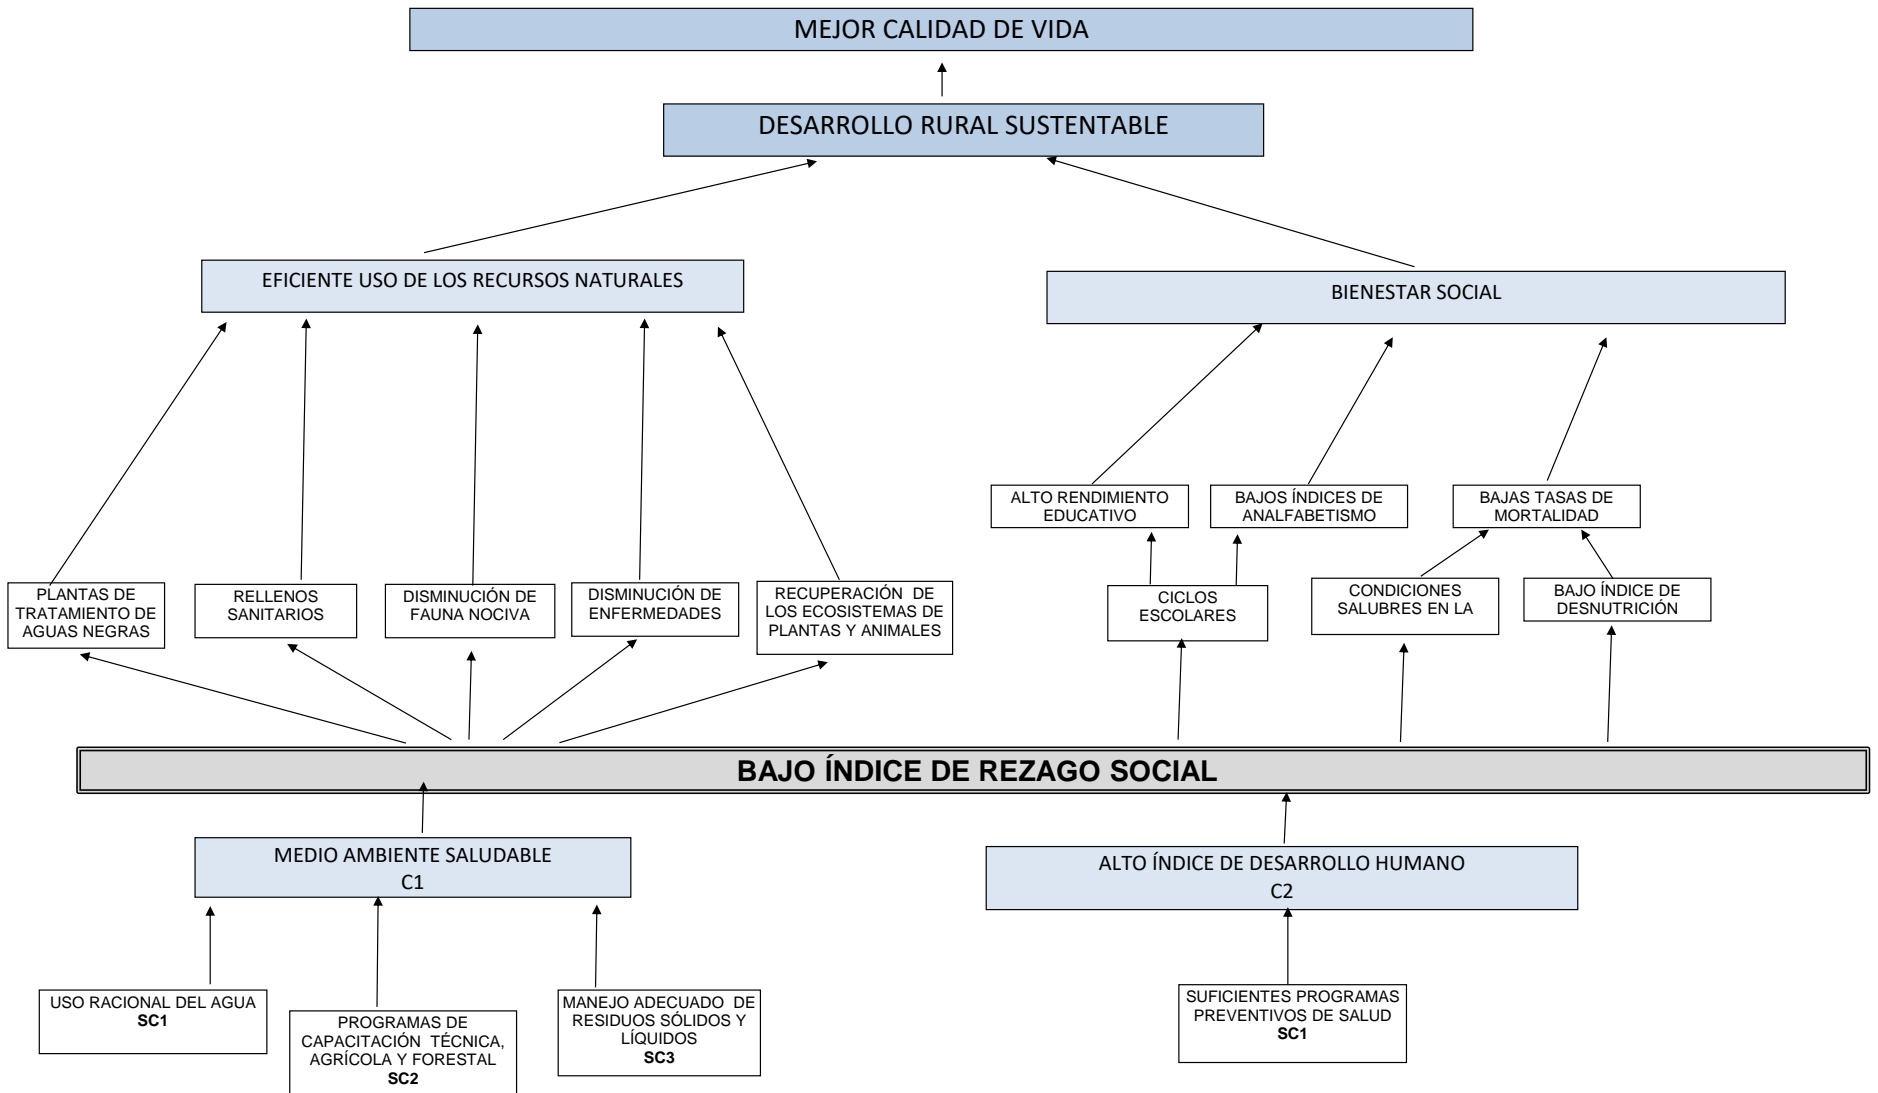 MEJOR CALIDAD DE VIDA
DESARROLLO RURAL SUSTENTABLE
EFICIENTE USO DE LOS RECURSOS NATURALES
BIENESTAR SOCIAL
ALTO RENDIMIENTO
EDUCATIVO
BAJOS ÍNDICES DE
ANALFABETISMO
BAJAS TASAS DE
MORTALIDAD
PLANTAS DE
TRATAMIENTO DE
AGUAS NEGRAS
RELLENOS
SANITARIOS
DISMINUCIÓN DE
FAUNA NOCIVA
DISMINUCIÓN DE
ENFERMEDADES
RECUPERACIÓN DE
LOS ECOSISTEMAS DE
PLANTAS Y ANIMALES
CICLOS
ESCOLARES
CONDICIONES
SALUBRES EN LA
BAJO ÍNDICE DE
DESNUTRICIÓN
BAJO ÍNDICE DE REZAGO SOCIAL
MEDIO AMBIENTE SALUDABLE
C1
ALTO ÍNDICE DE DESARROLLO HUMANO
C2
USO RACIONAL DEL AGUA
SC1
PROGRAMAS DE
CAPACITACIÓN TÉCNICA,
AGRÍCOLA Y FORESTAL
SC2
MANEJO ADECUADO DE
RESIDUOS SÓLIDOS Y
LÍQUIDOS
SC3
SUFICIENTES PROGRAMAS
PREVENTIVOS DE SALUD
SC1